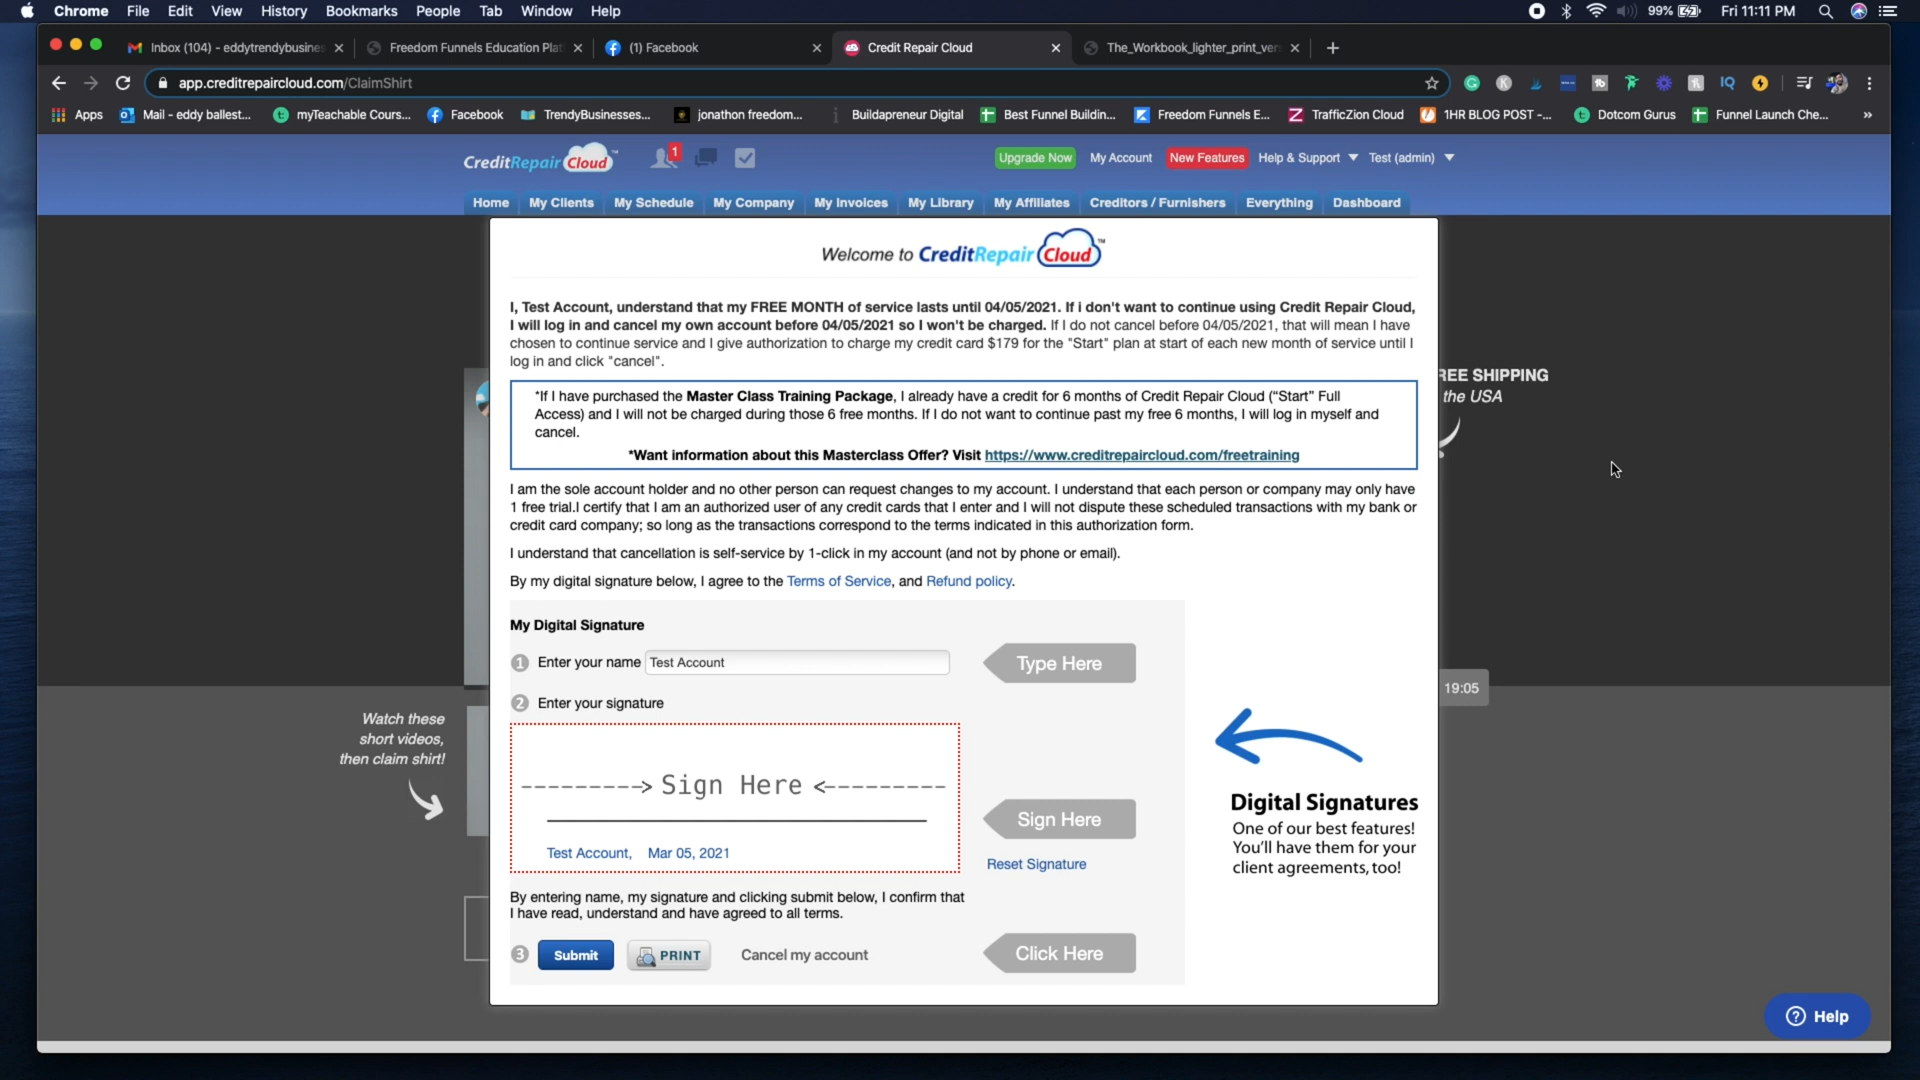 Chrome File Edit View History Bookmarks People Tab Window Help
99% Fri 11:11 PM
Inbox (104) - eddytrendybusine
Freedom Funnels Education Plat
(1) Facebook
Credit Repair Cloud
The_Workbook_lighter_print_ver
app.creditrepaircloud.com/ClaimShirt
Apps
Mail - eddy ballest...
myTeachable Cours...
Facebook
TrendyBusinesses...
jonathon freedom...
Buildapreneur Digital
Best Funnel Buildin...
Freedom Funnels E...
TrafficZion Cloud
1HR BLOG POST -...
Dotcom Gurus
Funnel Launch Che...
»
CreditRepair Cloud™
1
Upgrade Now My Account New Features Help & Support Test (admin)
Home My Clients My Schedule My Company My Invoices My Library My Affiliates Creditors / Furnishers Everything Dashboard
Welcome to CreditRepair Cloud™
I, Test Account, understand that my FREE MONTH of service lasts until 04/05/2021. If i don't want to continue using Credit Repair Cloud,
I will log in and cancel my own account before 04/05/2021 so I won't be charged. If I do not cancel before 04/05/2021, that will mean I have
chosen to continue service and I give authorization to charge my credit card $179 for the "Start" plan at start of each new month of service until I
log in and click "cancel".
*If I have purchased the Master Class Training Package, I already have a credit for 6 months of Credit Repair Cloud ("Start" Full
Access) and I will not be charged during those 6 free months. If I do not want to continue past my free 6 months, I will log in myself and
cancel.
*Want information about this Masterclass Offer? Visit https://www.creditrepaircloud.com/freetraining
I am the sole account holder and no other person can request changes to my account. I understand that each person or company may only have
1 free trial.I certify that I am an authorized user of any credit cards that I enter and I will not dispute these scheduled transactions with my bank or
credit card company; so long as the transactions correspond to the terms indicated in this authorization form.
I understand that cancellation is self-service by 1-click in my account (and not by phone or email).
By my digital signature below, I agree to the Terms of Service, and Refund policy.
My Digital Signature
1 Enter your name Test Account
Type Here
2 Enter your signature
---------> Sign Here <---------
Test Account, Mar 05, 2021
Sign Here
Reset Signature
By entering name, my signature and clicking submit below, I confirm that
I have read, understand and have agreed to all terms.
3 Submit PRINT Cancel my account
Click Here
Digital Signatures
One of our best features!
You'll have them for your
client agreements, too!
REE SHIPPING
the USA
19:05
Watch these
short videos,
then claim shirt!
Help